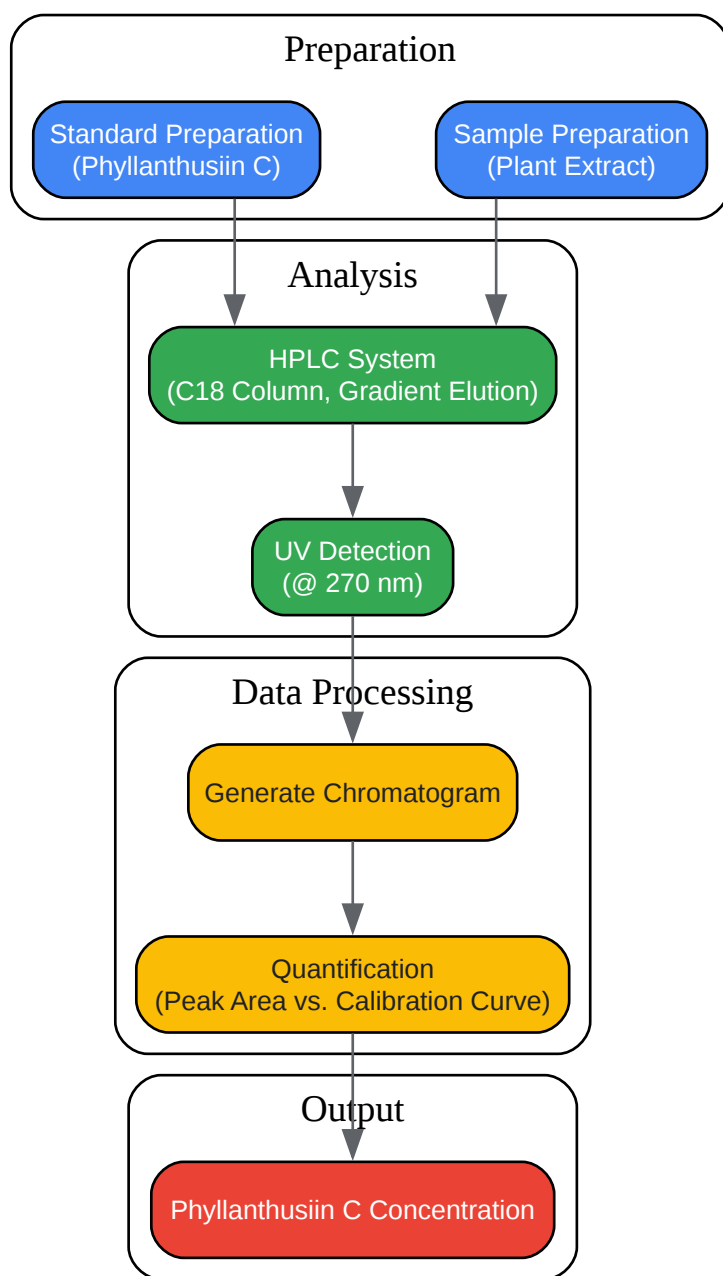 Preparation
Standard Preparation
(Phyllanthusiin C)
Sample Preparation
(Plant Extract)
Analysis
HPLC System
(C18 Column, Gradient Elution)
UV Detection
(@ 270 nm)
Data Processing
Generate Chromatogram
Quantification
(Peak Area vs. Calibration Curve)
Output
Phyllanthusiin C Concentration